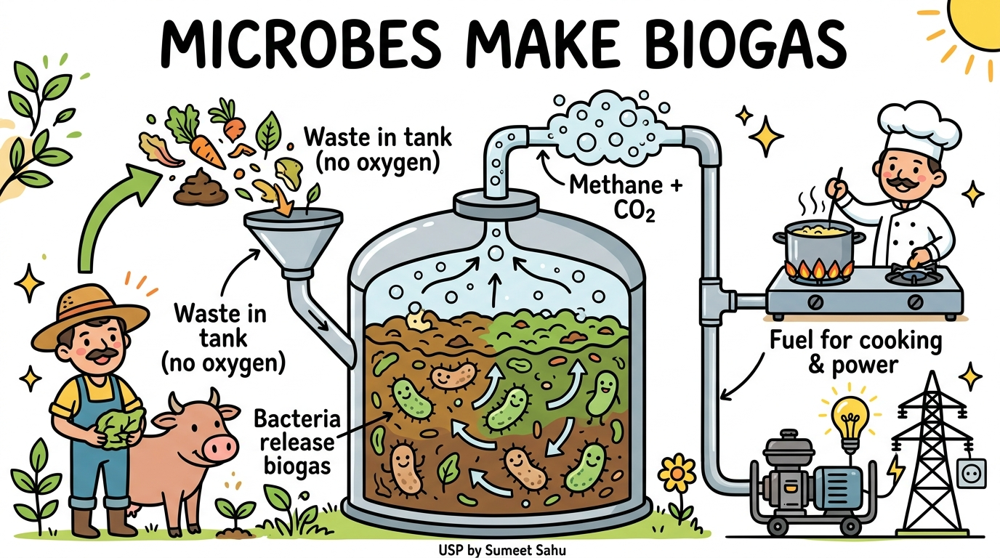 MICROBES MAKE BIOGAS
Waste in tank
(no oxygen)
Methane +
CO₂
Waste in
tank
(no oxygen)
Fuel for cooking
& power
Bacteria
release
biogas
USP by Sumeet Sahu